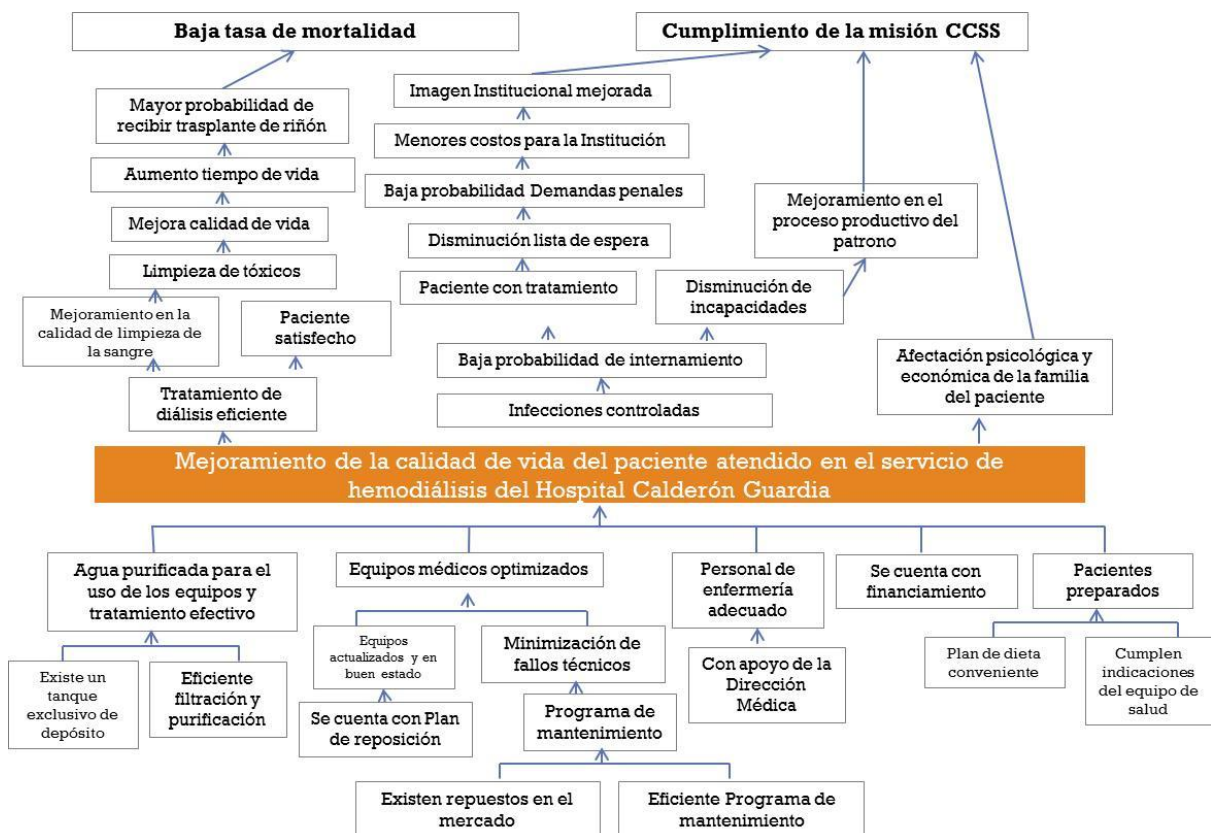 Baja tasa de mortalidad
Cumplimiento de la misión CCSS
Imagen Institucional mejorada
Mayor probabilidad de
recibir trasplante de riñón
Menores costos para la Institución
Aumento tiempo de vida
Baja probabilidad Demandas penales
Mejoramiento en el
proceso productivo del
patrono
Mejora calidad de vida
Disminución lista de espera
Limpieza de tóxicos
Paciente con tratamiento
Disminución de
incapacidades
Mejoramiento en la
calidad de limpieza de
la sangre
Paciente
satisfecho
Baja probabilidad de internamiento
Afectación psicológica y
económica de la familia
del paciente
Tratamiento de
diálisis eficiente
Infecciones controladas
Mejoramiento de la calidad de vida del paciente atendido en el servicio de
hemodiálisis del Hospital Calderón Guardia
Agua purificada para el
uso de los equipos y
tratamiento efectivo
Equipos médicos optimizados
Personal de
enfermería
adecuado
Se cuenta con
financiamiento
Pacientes
preparados
Equipos
actualizados y en
buen estado
Minimización de
fallos técnicos
Plan de dieta
conveniente
Cumplen
indicaciones
del equipo de
salud
Existe un
tanque
exclusivo de
depósito
Eficiente
filtración y
purificación
Con apoyo de la
Dirección
Médica
Se cuenta con Plan
de reposición
Programa de
mantenimiento
Existen repuestos en el
mercado
Eficiente Programa de
mantenimiento